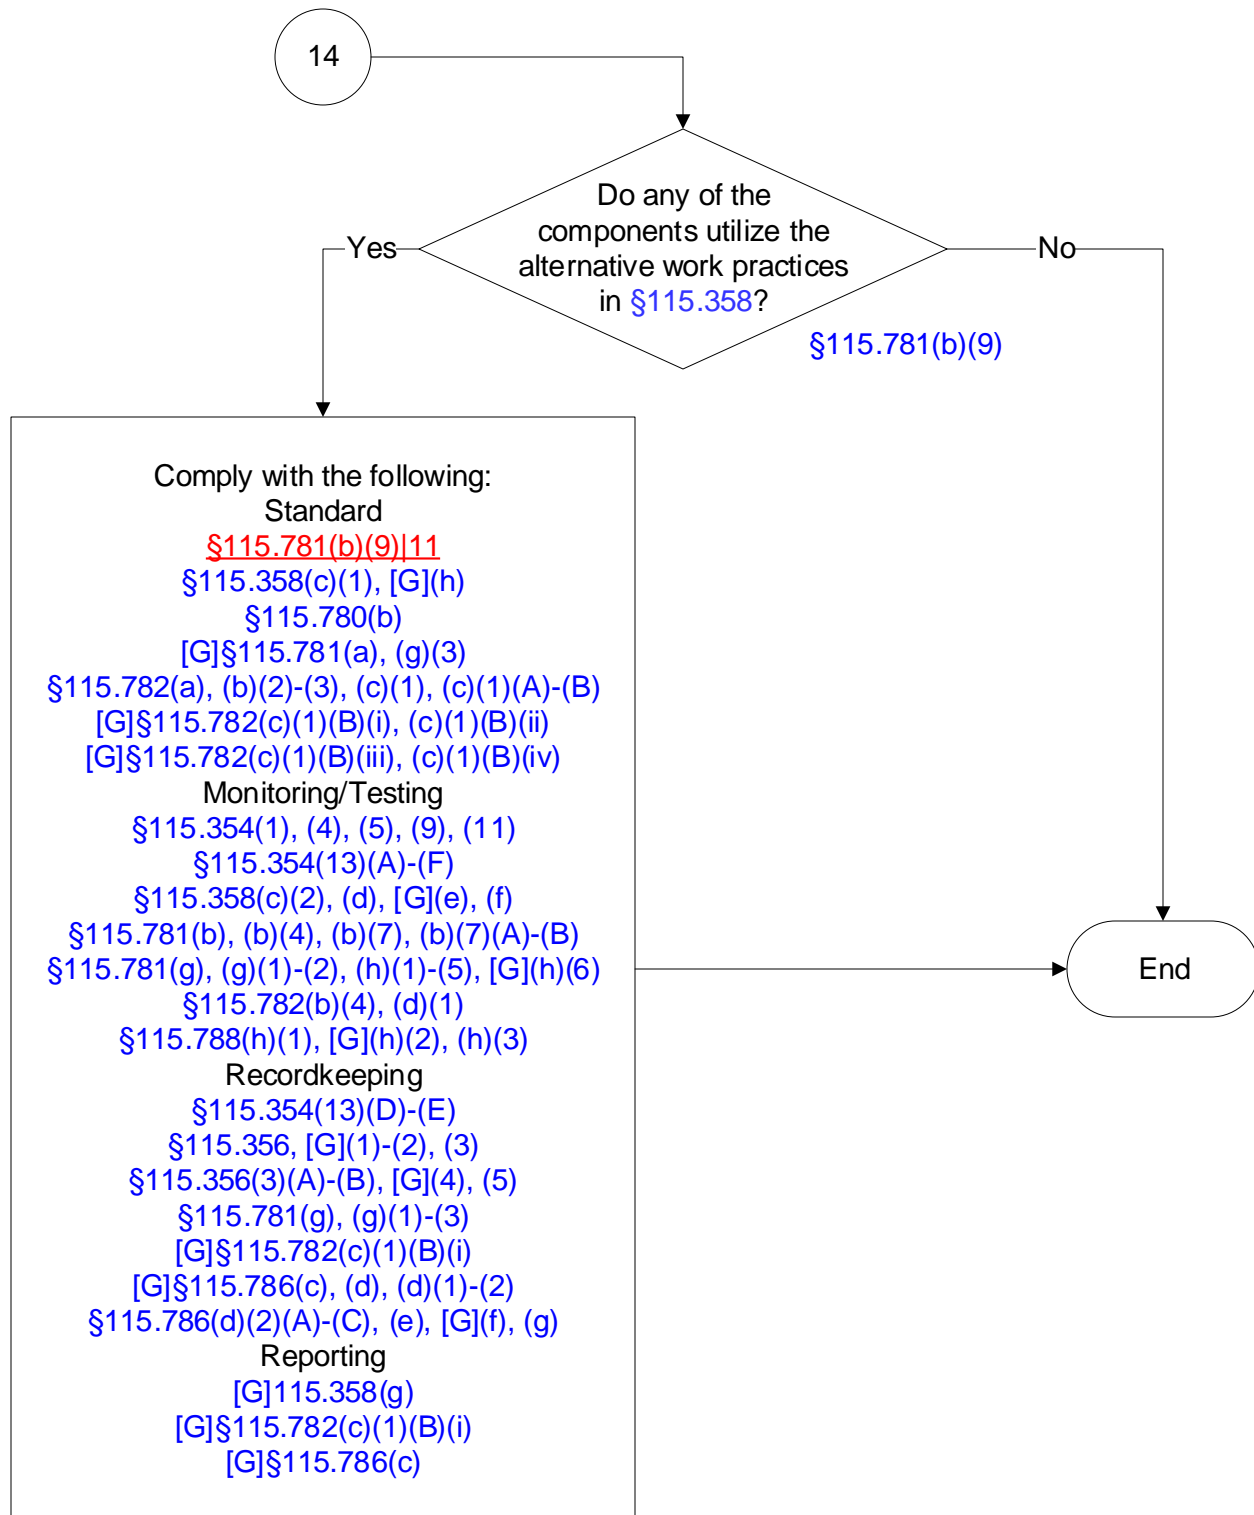 14
Do any of the
components utilize the
alternative work practices
in §115.358?
Yes
No
§115.781(b)(9)
Comply with the following:
Standard
§115.781(b)(9)|11
§115.358(c)(1), [G](h)
§115.780(b)
[G]§115.781(a), (g)(3)
§115.782(a), (b)(2)-(3), (c)(1), (c)(1)(A)-(B)
[G]§115.782(c)(1)(B)(i), (c)(1)(B)(ii)
[G]§115.782(c)(1)(B)(iii), (c)(1)(B)(iv)
Monitoring/Testing
§115.354(1), (4), (5), (9), (11)
§115.354(13)(A)-(F)
§115.358(c)(2), (d), [G](e), (f)
§115.781(b), (b)(4), (b)(7), (b)(7)(A)-(B)
§115.781(g), (g)(1)-(2), (h)(1)-(5), [G](h)(6)
§115.782(b)(4), (d)(1)
§115.788(h)(1), [G](h)(2), (h)(3)
Recordkeeping
§115.354(13)(D)-(E)
§115.356, [G](1)-(2), (3)
§115.356(3)(A)-(B), [G](4), (5)
§115.781(g), (g)(1)-(3)
[G]§115.782(c)(1)(B)(i)
[G]§115.786(c), (d), (d)(1)-(2)
§115.786(d)(2)(A)-(C), (e), [G](f), (g)
Reporting
[G]115.358(g)
[G]§115.782(c)(1)(B)(i)
[G]§115.786(c)
End